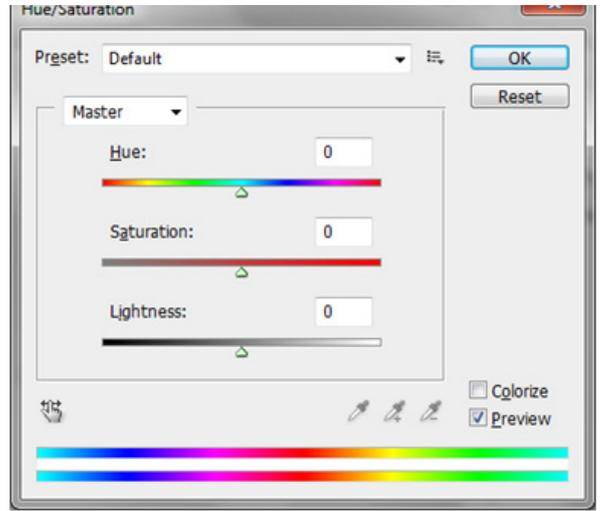 Hue/Saturation
Preset: Default
OK
Reset
Master
Hue: 0
Saturation: 0
Lightness: 0
Colorize
Preview